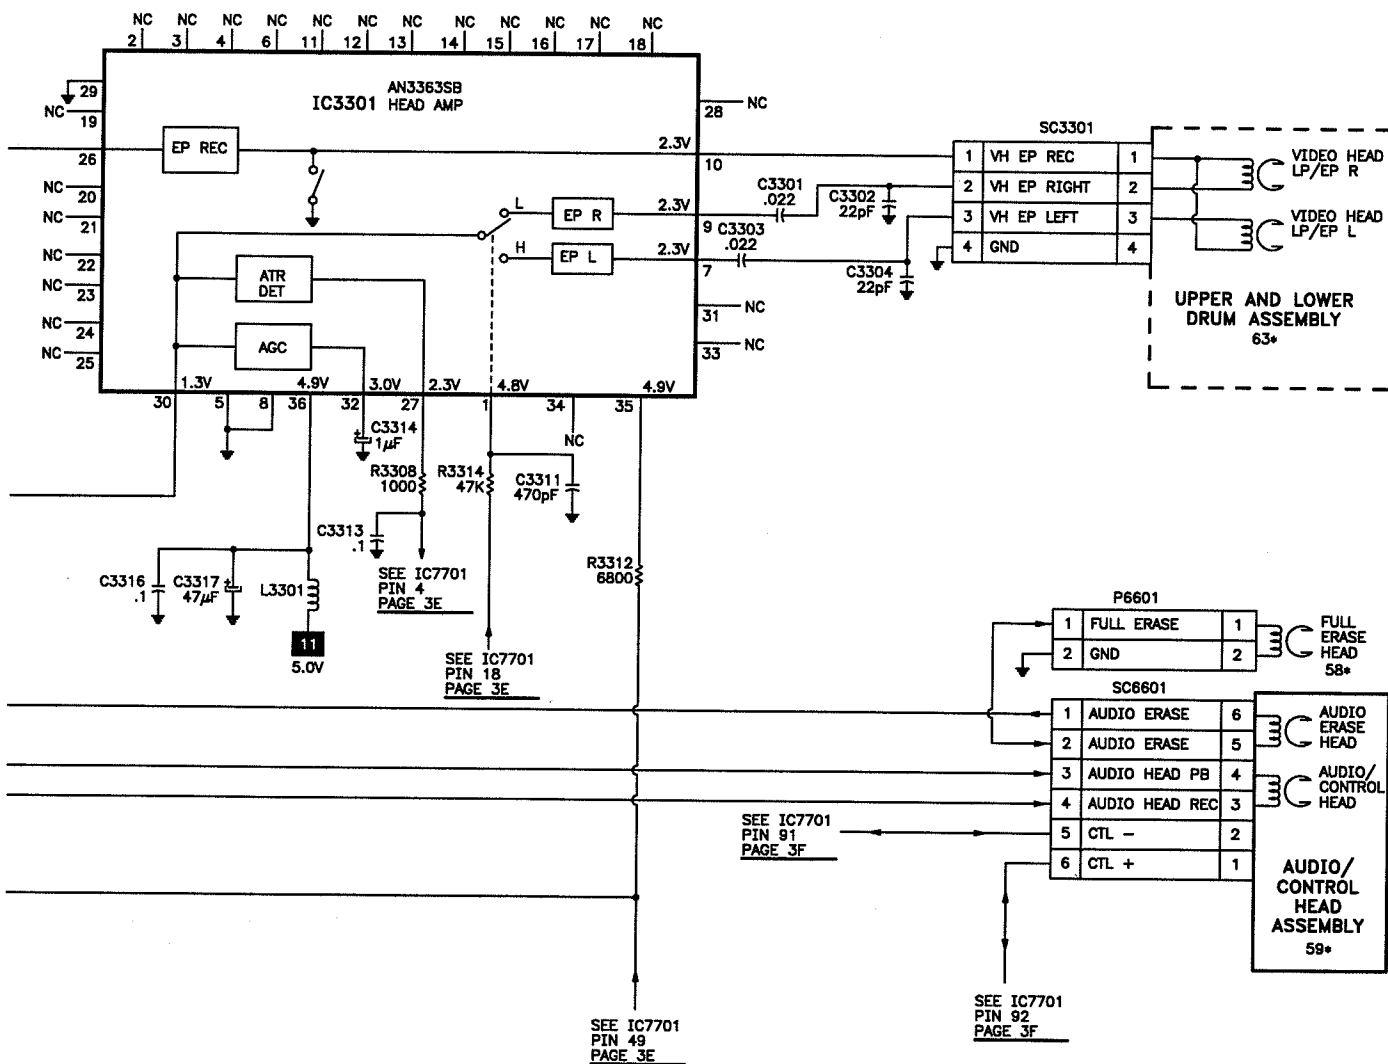 NC NC NC NC NC NC NC NC NC NC NC NC
2 3 4 6 11 12 13 14 15 16 17 18
AN3363SB
IC3301 HEAD AMP
29
NC 19
28 NC
26 EP REC 2.3V 10
NC 20
NC 21
NC 22
NC 23
NC 24
NC 25
L EP R 2.3V 9
H EP L 2.3V 7
ATR
DET
AGC
31 NC
33 NC
1.3V 4.9V 3.0V 2.3V 4.8V 4.9V
30 5 8 36 32 27 1 34 35
NC
C3301
.022
C3302
22pF
C3303
.022
C3304
22pF
SC3301
1 VH EP REC 1
2 VH EP RIGHT 2
3 VH EP LEFT 3
4 GND 4
VIDEO HEAD
LP/EP R
VIDEO HEAD
LP/EP L
UPPER AND LOWER
DRUM ASSEMBLY
63*
C3314
1µF
R3308
1000
R3314
47K
C3311
470pF
C3313
.1
R3312
6800
C3316
.1
C3317
47µF
L3301
11
5.0V
SEE IC7701
PIN 4
PAGE 3E
SEE IC7701
PIN 18
PAGE 3E
P6601
1 FULL ERASE 1
2 GND 2
FULL
ERASE
HEAD
58*
SC6601
1 AUDIO ERASE 6
2 AUDIO ERASE 5
3 AUDIO HEAD PB 4
4 AUDIO HEAD REC 3
5 CTL - 2
6 CTL + 1
AUDIO
ERASE
HEAD
AUDIO/
CONTROL
HEAD
AUDIO/
CONTROL
HEAD
ASSEMBLY
59*
SEE IC7701
PIN 91
PAGE 3F
SEE IC7701
PIN 92
PAGE 3F
SEE IC7701
PIN 49
PAGE 3E